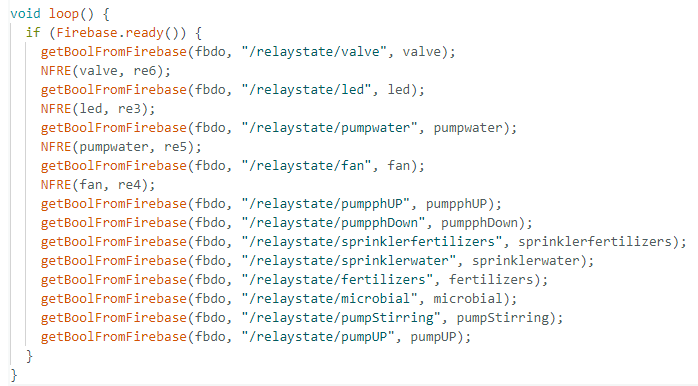 void loop() {
if (Firebase.ready()) {
getBoolFromFirebase(fbdo, "/relaystate/valve", valve);
NFRE(valve, re6);
getBoolFromFirebase(fbdo, "/relaystate/led", led);
NFRE(led, re3);
getBoolFromFirebase(fbdo, "/relaystate/pumpwater", pumpwater);
NFRE(pumpwater, re5);
getBoolFromFirebase(fbdo, "/relaystate/fan", fan);
NFRE(fan, re4);
getBoolFromFirebase(fbdo, "/relaystate/pumpphUP", pumpphUP);
getBoolFromFirebase(fbdo, "/relaystate/pumpphDown", pumpphDown);
getBoolFromFirebase(fbdo, "/relaystate/sprinklerfertilizers", sprinklerfertilizers);
getBoolFromFirebase(fbdo, "/relaystate/sprinklerwater", sprinklerwater);
getBoolFromFirebase(fbdo, "/relaystate/fertilizers", fertilizers);
getBoolFromFirebase(fbdo, "/relaystate/microbial", microbial);
getBoolFromFirebase(fbdo, "/relaystate/pumpStirring", pumpStirring);
getBoolFromFirebase(fbdo, "/relaystate/pumpUP", pumpUP);
}
}